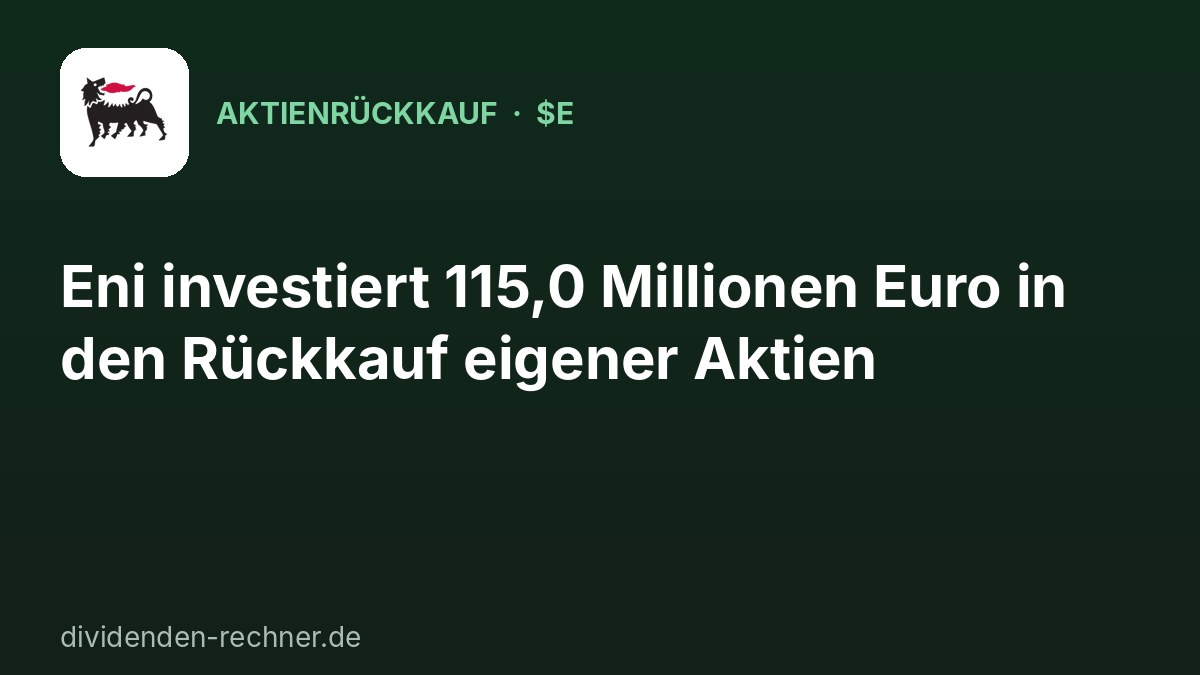 AKTIENRÜCKKAUF · $E
Eni investiert 115,0 Millionen Euro in
den Rückkauf eigener Aktien
dividenden-rechner.de